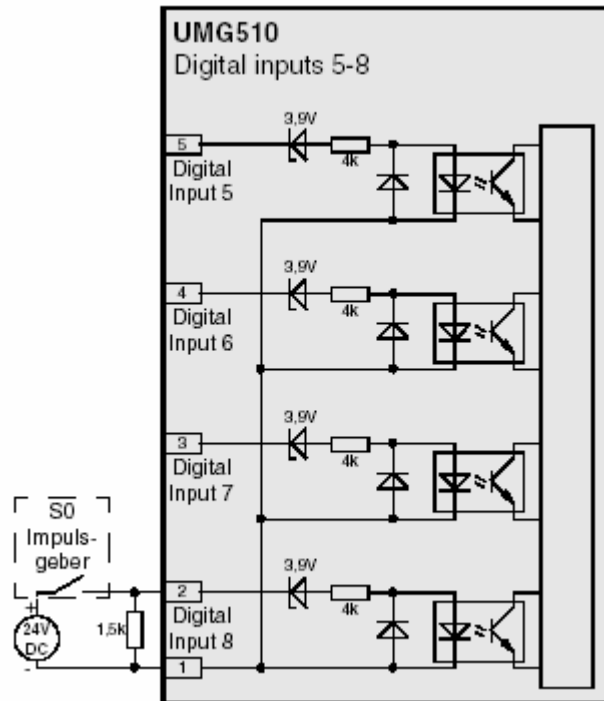 UMG510
Digital inputs 5-8
3,9V
5
4k
Digital
Input 5
3,9V
4
4k
Digital
Input 6
3,9V
3
4k
Digital
Input 7
S0
Impuls-
geber
3,9V
2
4k
+
24V
DC
-
1,5k
Digital
Input 8
1